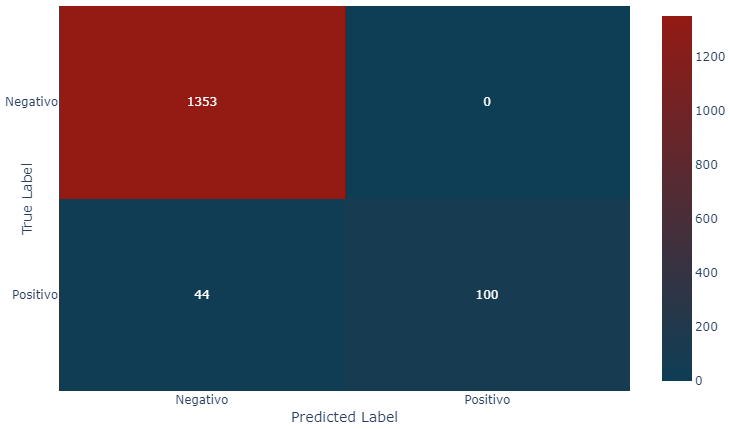 True Label
Negativo
1353
0
Positivo
44
100
Negativo
Positivo
Predicted Label
1200
1000
800
600
400
200
0